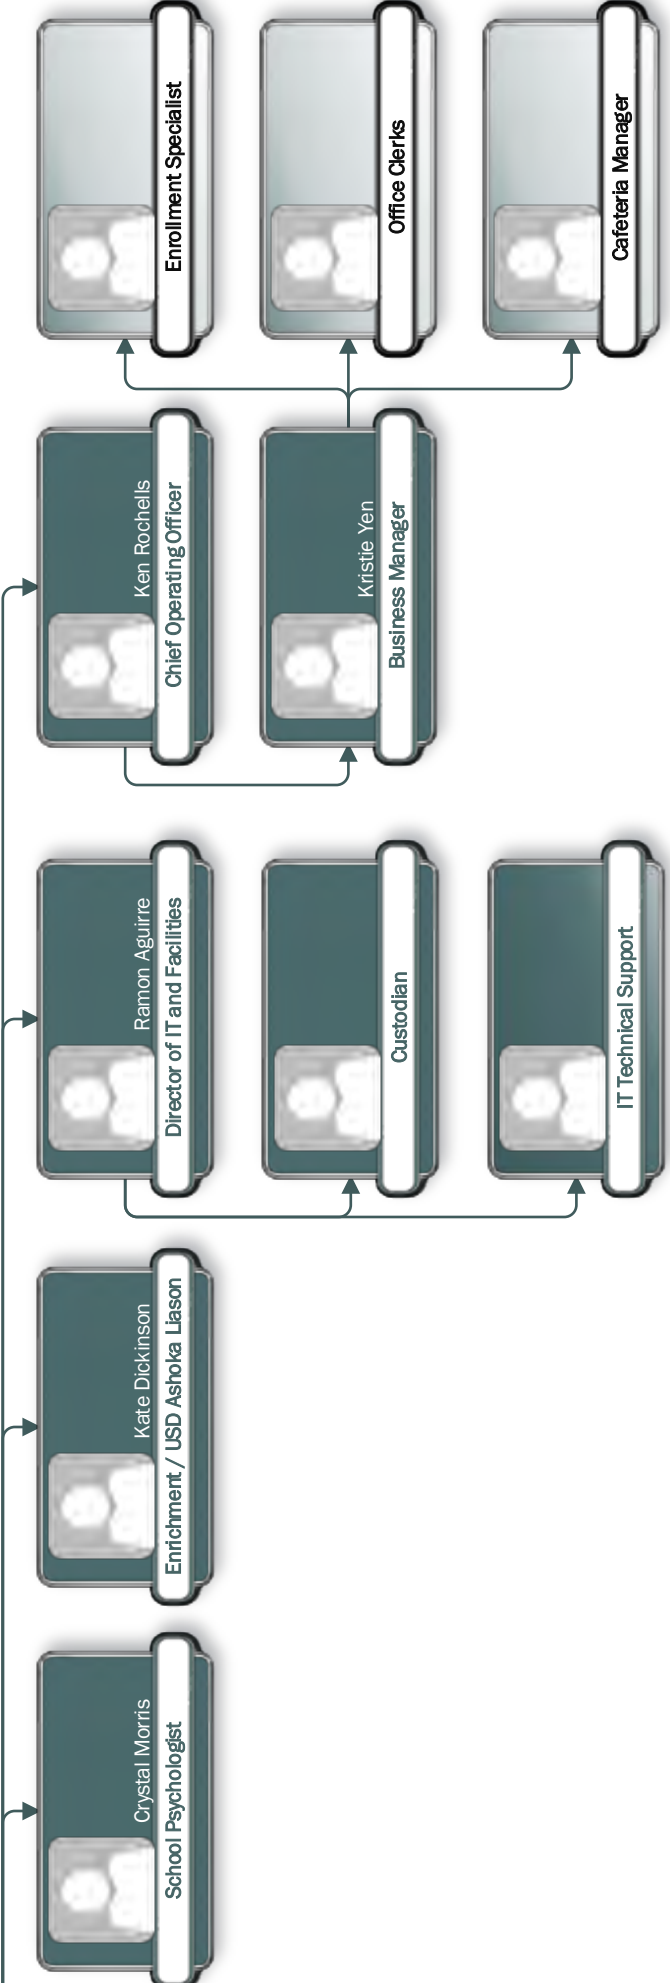 Crystal Morris
School Psychologist
Kate Dickinson
Enrichment / USD Ashoka Liason
Ramon Aguirre
Director of IT and Facilities
Custodian
IT Technical Support
Ken Rochells
Chief Operating Officer
Kristie Yen
Business Manager
Enrollment Specialist
Office Clerks
Cafeteria Manager